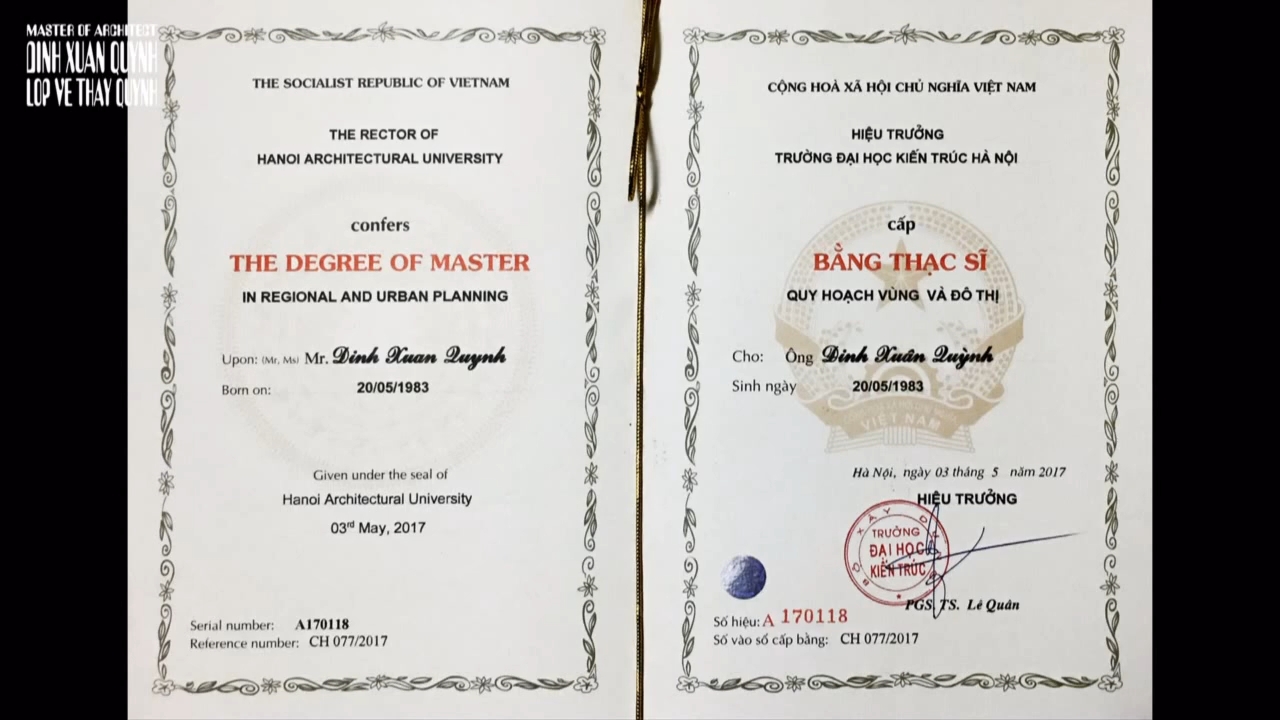 MASTER OF ARCHITECT
DINH XUAN QUYNH
LOP VE THAY QUYNH
THE SOCIALIST REPUBLIC OF VIETNAM
THE RECTOR OF
HANOI ARCHITECTURAL UNIVERSITY
confers
THE DEGREE OF MASTER
IN REGIONAL AND URBAN PLANNING
Upon: (Mr, Ms) Mr. Dinh Xuan Quynh
Born on: 20/05/1983
Given under the seal of
Hanoi Architectural University
03rd May, 2017
Serial number: A170118
Reference number: CH 077/2017
CỘNG HOÀ XÃ HỘI CHỦ NGHĨA VIỆT NAM
HIỆU TRƯỞNG
TRƯỜNG ĐẠI HỌC KIẾN TRÚC HÀ NỘI
cấp
BẰNG THẠC SĨ
QUY HOẠCH VÙNG VÀ ĐÔ THỊ
Cho: Ông Đinh Xuân Quỳnh
Sinh ngày 20/05/1983
VIỆT NAM
Hà Nội, ngày 03 tháng 5 năm 2017
HIỆU TRƯỞNG
BỘ XÂY DỰNG
TRƯỜNG
ĐẠI HỌC
KIẾN TRÚC
PGS. TS. Lê Quân
Số hiệu: A 170118
Số vào sổ cấp bằng: CH 077/2017